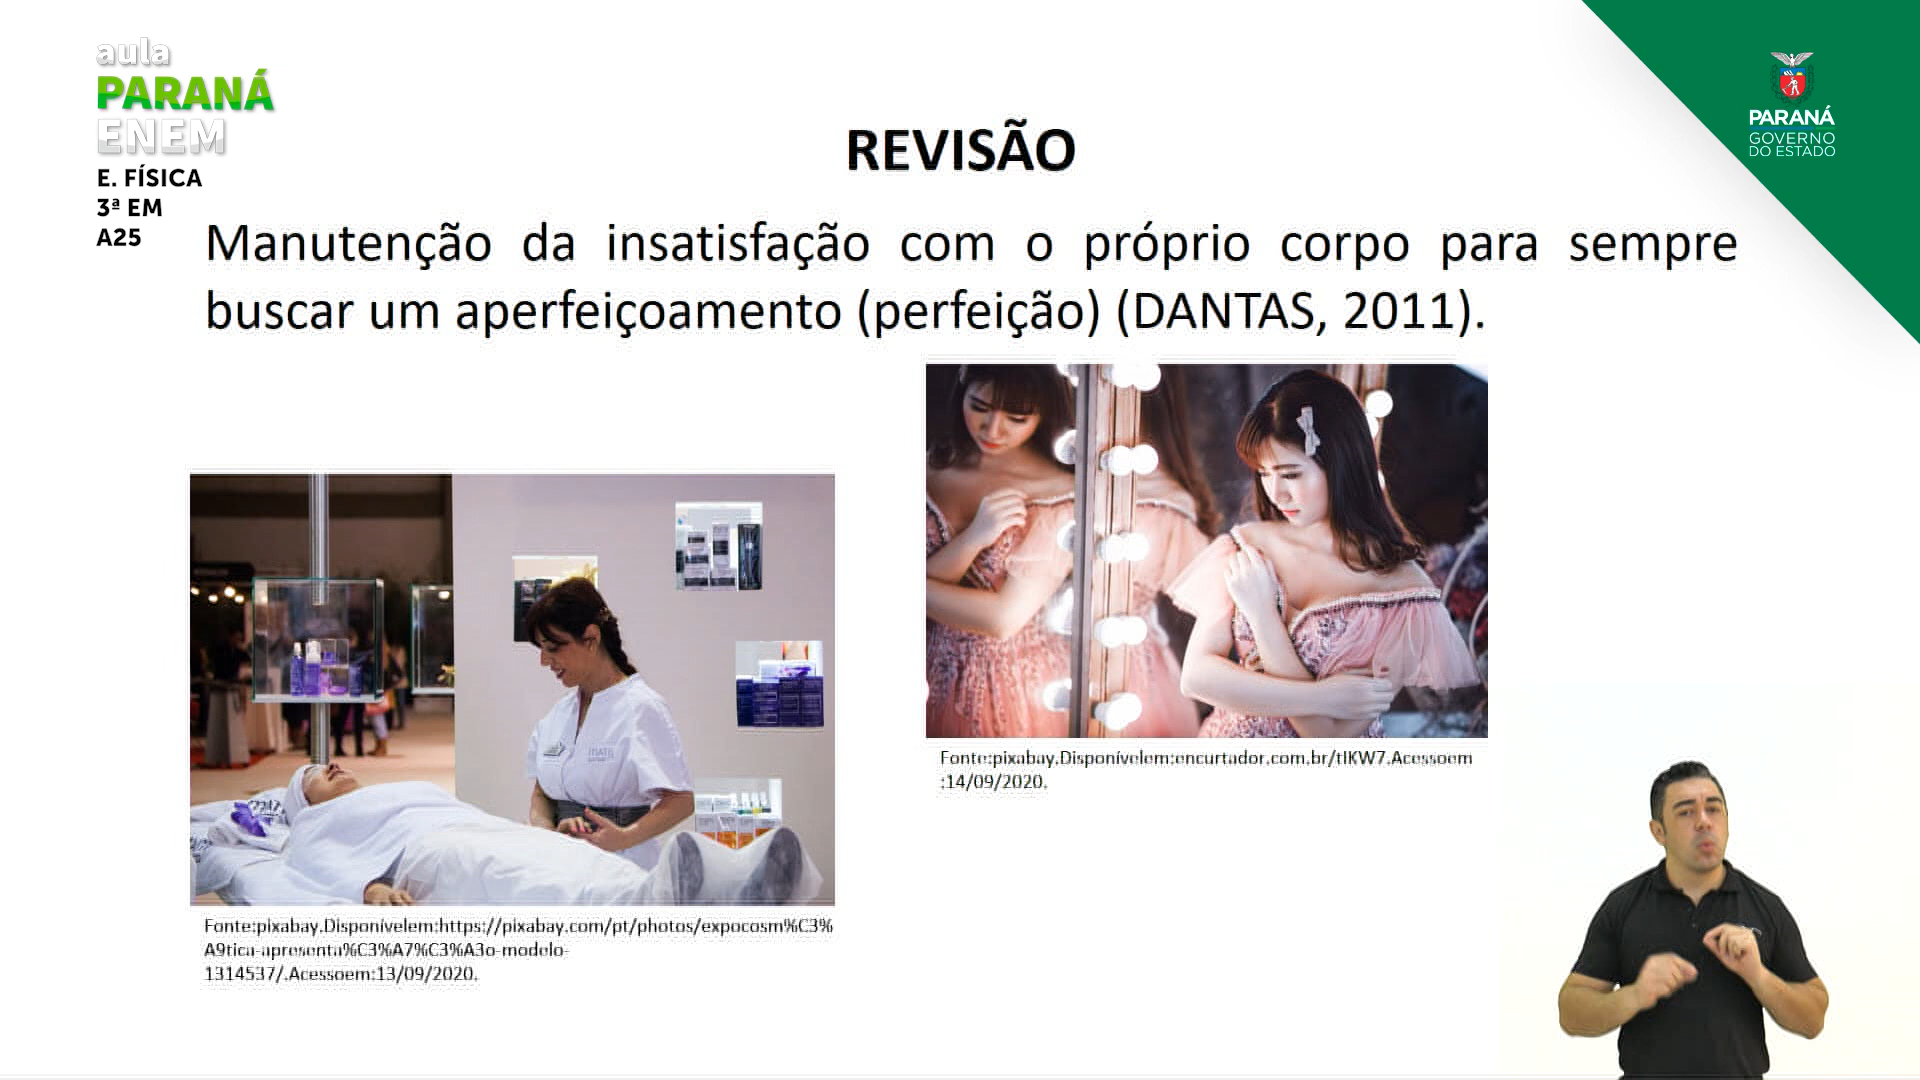 aula
PARANÁ
ENEM
E. FÍSICA
3ª EM
A25
PARANÁ
GOVERNO
DO ESTADO
REVISÃO
Manutenção da insatisfação com o próprio corpo para sempre
buscar um aperfeiçoamento (perfeição) (DANTAS, 2011).
Fonte:pixabay.Disponívelem:encurtador.com.br/tIKW7.Acessoem
:14/09/2020.
Fonte:pixabay.Disponívelem:https://pixabay.com/pt/photos/expocosm%C3%
A9tica-apresenta%C3%A7%C3%A3o-modelo-
1314537/.Acessoem:13/09/2020.